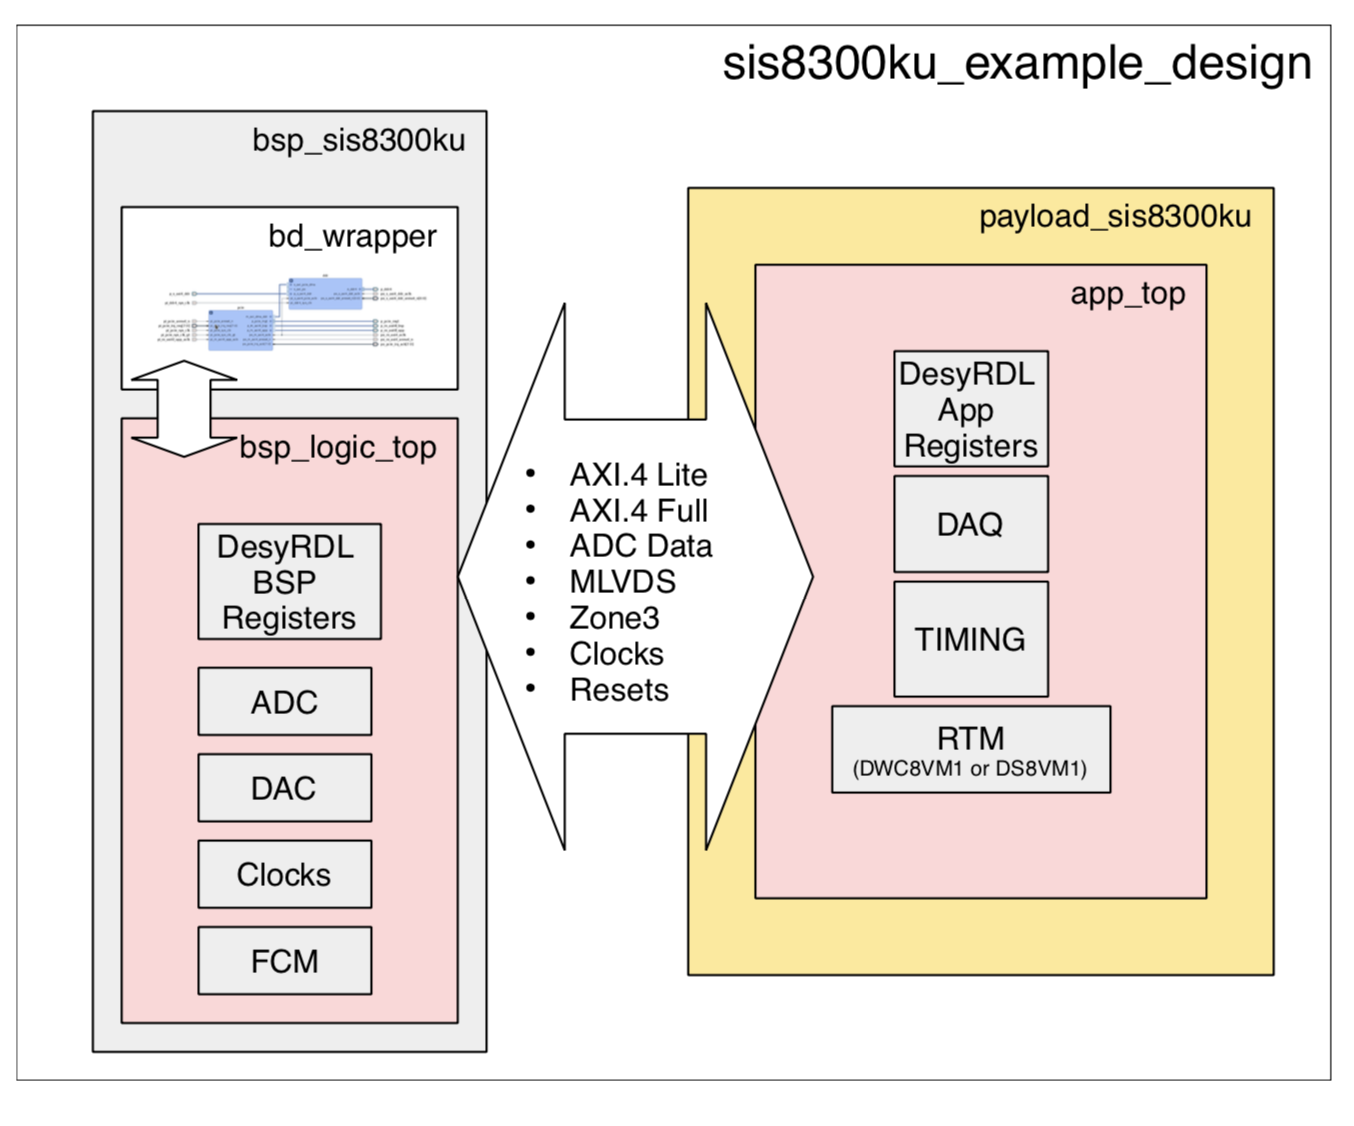 sis8300ku_example_design
bsp_sis8300ku
bd_wrapper
bsp_logic_top
DesyRDL
BSP
Registers
ADC
DAC
Clocks
FCM
• AXI.4 Lite
• AXI.4 Full
• ADC Data
• MLVDS
• Zone3
• Clocks
• Resets
payload_sis8300ku
app_top
DesyRDL
App
Registers
DAQ
TIMING
RTM
(DWC8VM1 or DS8VM1)